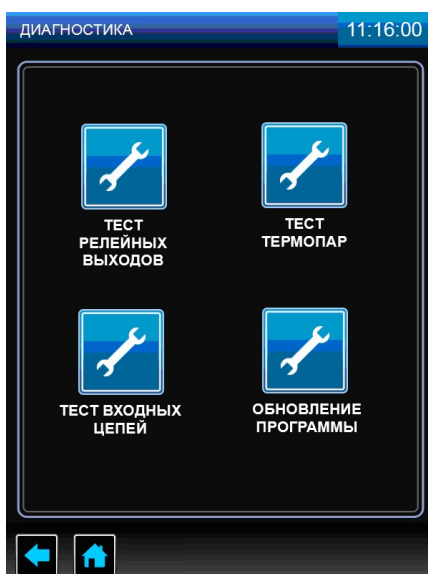 ДИАГНОСТИКА
11:16:00
ТЕСТ
РЕЛЕЙНЫХ
ВЫХОДОВ
ТЕСТ
ТЕРМОПАР
ТЕСТ ВХОДНЫХ
ЦЕПЕЙ
ОБНОВЛЕНИЕ
ПРОГРАММЫ